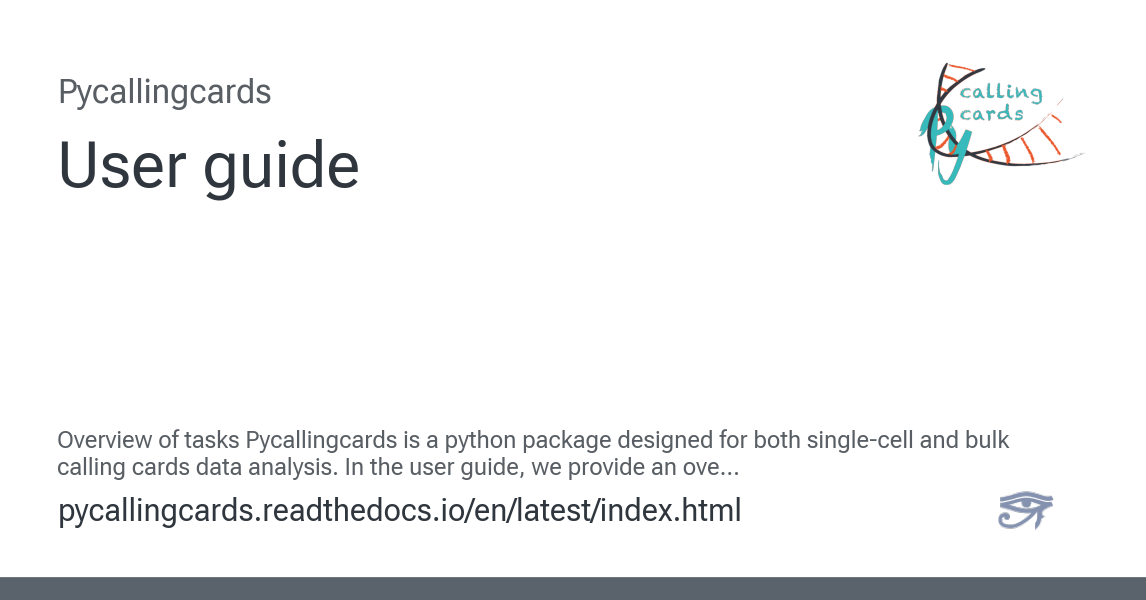 Pycallingcards
User guide
Py
calling
cards
Overview of tasks Pycallingcards is a python package designed for both single-cell and bulk
calling cards data analysis. In the user guide, we provide an ove...
pycallingcards.readthedocs.io/en/latest/index.html